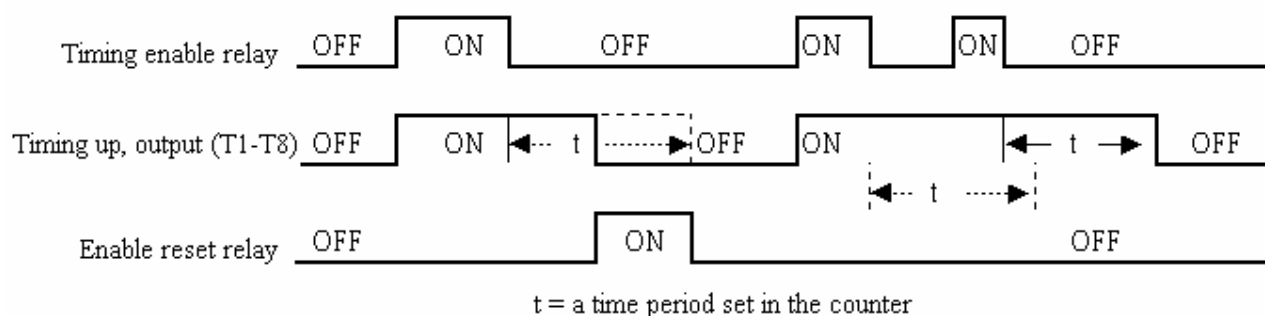 Timing enable relay OFF ON OFF ON ON OFF
Timing up, output (T1-T8) OFF ON t OFF ON t OFF
t
Enable reset relay OFF ON OFF
t = a time period set in the counter